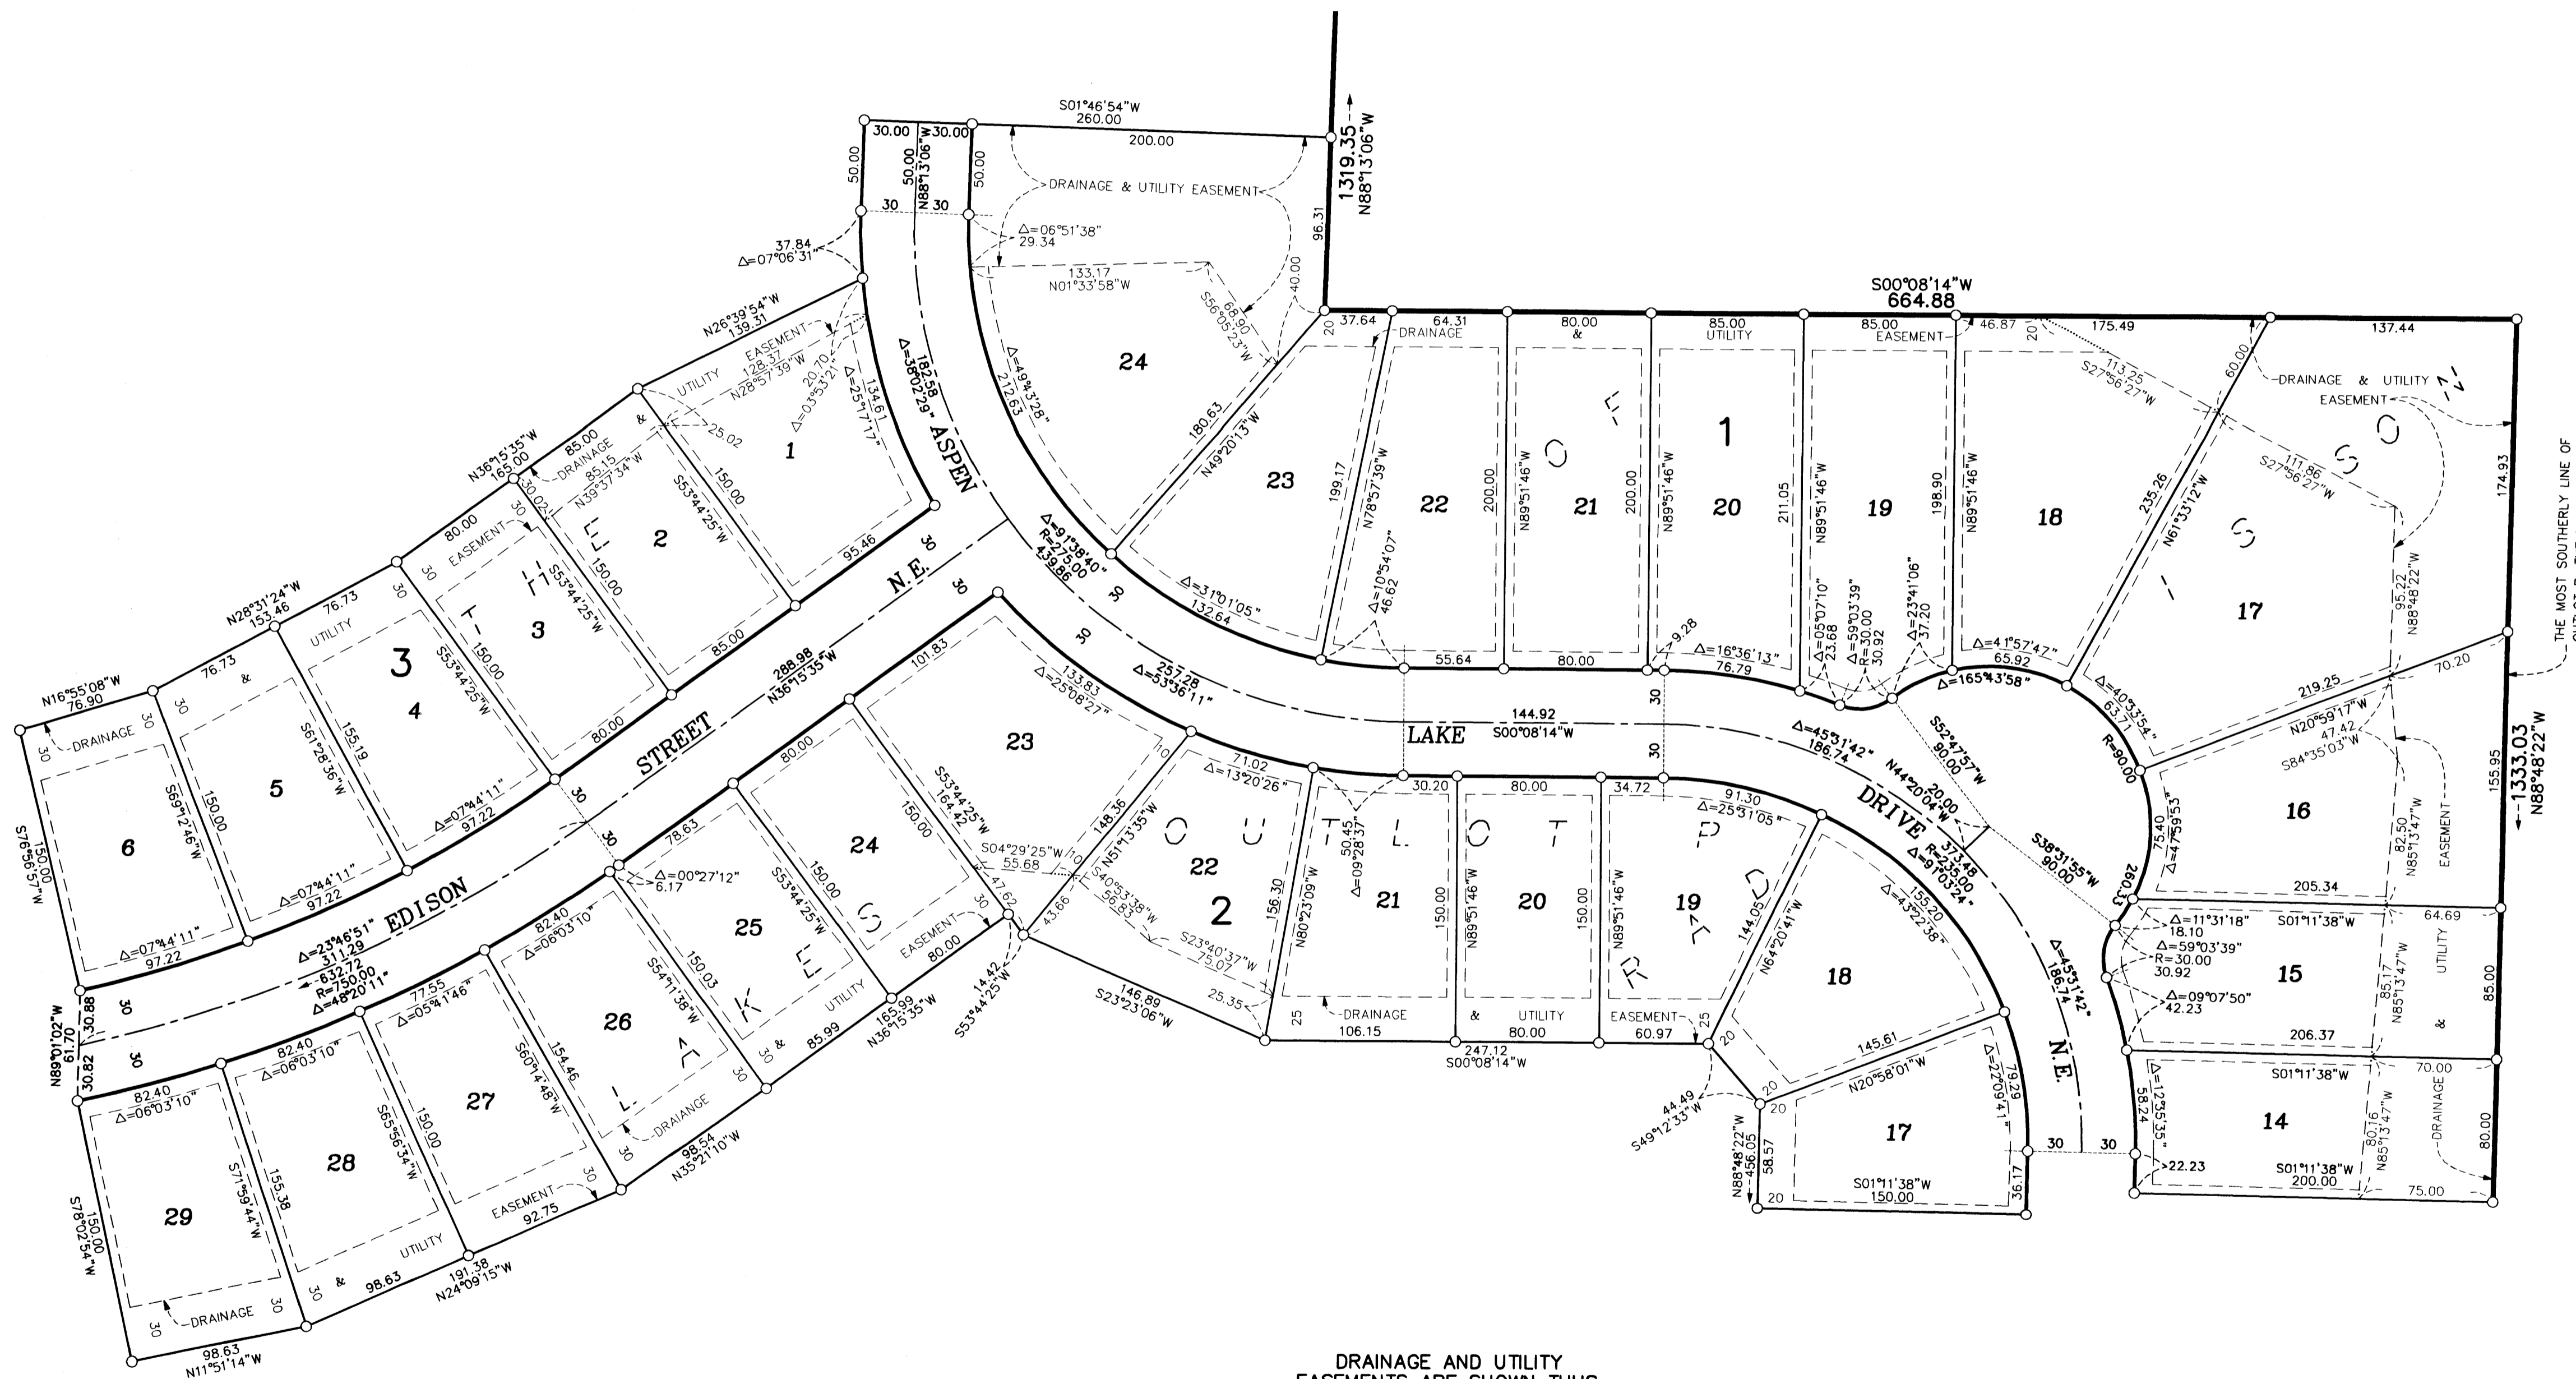 S01°46'54"W
260.00
30.00 30.00
200.00
50.00
50.00
N88°13'06"W
50.00
30 30
1319.35
N88°13'06"W
DRAINAGE & UTILITY EASEMENT
96.31
Δ=06°51'38"
29.34
37.84
Δ=07°06'31"
133.17
N01°33'58"W
68.90
S56°05'23"W
40.00
24
180.63
N49°20'13"W
Δ=49°43'28"
212.63
182.58
Δ=38°02'29"
ASPEN
N26°39'54"W
139.31
EASEMENT
128.37
N28°57'39"W
UTILITY
20.70
Δ=03°53'21"
134.61
Δ=25°17'17"
1
25.02
150.00
S53°44'25"W
95.46
N36°15'35"W
165.00
85.00
DRAINAGE
&
85.15
N39°37'34"W
30.02
30
2
150.00
S53°44'25"W
85.00
80.00
EASEMENT
30
3
150.00
S53°44'25"W
80.00
N28°31'24"W
153.46
76.73
30
UTILITY
3
4
155.19
S61°28'36"W
Δ=07°44'11"
97.22
76.73
&
30
5
150.00
S69°12'46"W
Δ=07°44'11"
97.22
N16°55'08"W
76.90
30
30
DRAINAGE
6
150.00
S76°56'57"W
Δ=07°44'11"
97.22
N89°01'02"W
61.70
30.88
30.82
30
30
Δ=23°46'51"
311.29
632.72
R=750.00
Δ=48°20'11"
EDISON
STREET
N.E.
288.98
N36°15'35"W
30
30
30
30
Δ=91°38'40"
R=275.00
439.86
30
30
257.28
Δ=53°36'11"
Δ=31°01'05"
132.64
S00°08'14"W
664.88
20
37.64 64.31 80.00 85.00 85.00 46.87 175.49 137.44
DRAINAGE & UTILITY EASEMENT
23
199.17
N78°57'39"W
Δ=10°54'07"
46.62
22
200.00
N89°51'46"W
55.64
21
200.00
N89°51'46"W
80.00
9.28
1
20
211.05
N89°51'46"W
Δ=16°36'13"
76.79
19
198.90
N89°51'46"W
Δ=05°07'10"
23.68
Δ=59°03'39"
R=30.00
30.92
Δ=23°41'06"
37.20
20
18
113.25
S27°56'27"W
60.00
235.26
N61°33'12"W
Δ=41°57'47"
65.92
Δ=165°43'58"
DRAINAGE & UTILITY
EASEMENT
111.86
S27°56'27"W
17
95.22
N88°48'22"W
174.93
Δ=40°33'54"
63.71
R=90.00
219.25
N20°59'17"W
70.20
47.42
S84°35'03"W
THE MOST SOUTHERLY LINE OF
1333.03
N88°48'22"W
155.95
16
75.40
Δ=47°59'53"
82.50
N85°13'47"W
EASEMENT
205.34
S01°11'38"W
64.69
260.33
Δ=11°31'18"
18.10
Δ=59°03'39"
R=30.00
30.92
Δ=09°07'50"
42.23
15
85.17
N85°13'47"W
UTILITY
&
85.00
206.37
S01°11'38"W
70.00
Δ=12°35'35"
58.24
14
80.16
N85°13'47"W
DRAINAGE
80.00
S01°11'38"W
200.00
75.00
22.23
30 30
LAKE
144.92
S00°08'14"W
30
30
Δ=45°31'42"
186.74
S52°47'57"W
90.00
N44°20'04"W
20.00
S38°31'55"W
90.00
DRIVE
373.48
R=235.00
Δ=91°03'24"
Δ=45°31'42"
186.74
N.E.
101.83
133.83
Δ=25°08'27"
23
10
148.36
N51°13'35"W
10
43.66
S53°44'25"W
164.42
150.00
S04°29'25"W
55.68
47.62
30
80.00
24
150.00
S53°44'25"W
EASEMENT
80.00
78.63
Δ=00°27'12"
6.17
25
150.03
S54°11'38"W
UTILITY
&
30
85.99
165.99
N36°15'35"W
14.42
S53°44'25"W
71.02
Δ=13°20'26"
22
2
S40°53'38"W
56.83
S23°40'37"W
75.07
25.35
156.30
N80°23'09"W
146.89
S23°23'06"W
50.45
Δ=09°28'37"
30.20
21
150.00
N89°51'46"W
25
DRAINAGE & UTILITY EASEMENT
106.15
80.00
20
150.00
N89°51'46"W
80.00
247.12
S00°08'14"W
34.72
91.30
Δ=25°31'05"
19
144.05
N64°20'41"W
60.97
25
155.20
Δ=43°22'38"
18
20
145.61
N20°58'01"W
20
44.49
S49°12'33"W
20
17
79.29
Δ=22°09'41"
36.17
N88°48'22"W
456.05
58.57
S01°11'38"W
150.00
20
82.40
Δ=06°03'10"
26
154.46
S60°14'48"W
DRAIANGE
30
98.54
N35°21'10"W
77.55
Δ=05°41'46"
27
150.00
S65°56'34"W
EASEMENT
30
92.75
191.38
N24°09'15"W
82.40
Δ=06°03'10"
28
155.38
S71°59'44"W
UTILITY
&
30
98.63
82.40
Δ=06°03'10"
29
150.00
S78°02'54"W
DRAINAGE
30
30
98.63
N11°51'14"W
THE LAKES
OUTLOT P
RADISSON
OF
DRAINAGE AND UTILITY
EASEMENTS ARE SHOWN THUS